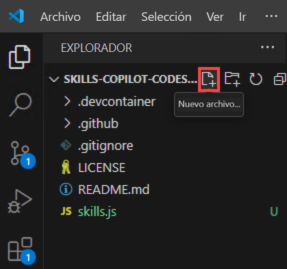 Archivo Editar Selección Ver Ir
EXPLORADOR
SKILLS-COPILOT-CODES...
Nuevo archivo...
.devcontainer
.github
.gitignore
LICENSE
README.md
JS skills.js U
1
1